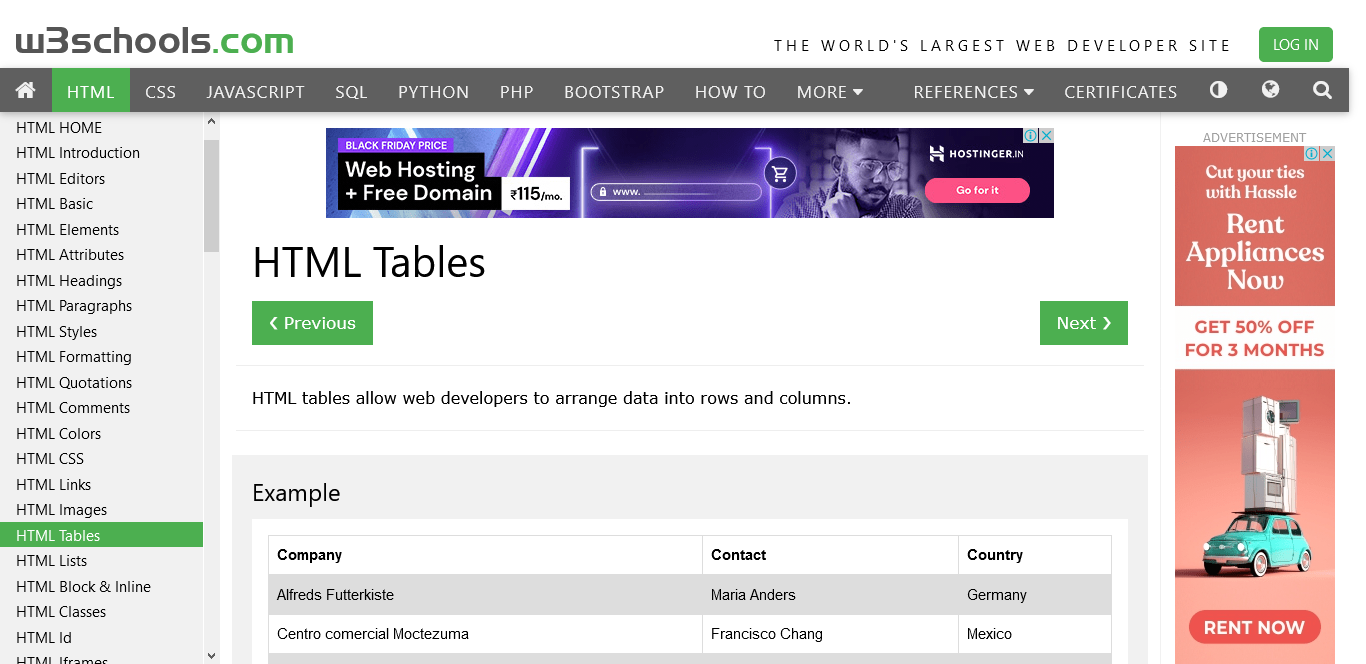 w3schools.com
THE WORLD'S LARGEST WEB DEVELOPER SITE
LOG IN
HTML CSS JAVASCRIPT SQL PYTHON PHP BOOTSTRAP HOW TO MORE REFERENCES CERTIFICATES
HTML HOME
HTML Introduction
HTML Editors
HTML Basic
HTML Elements
HTML Attributes
HTML Headings
HTML Paragraphs
HTML Styles
HTML Formatting
HTML Quotations
HTML Comments
HTML Colors
HTML CSS
HTML Links
HTML Images
HTML Tables
HTML Lists
HTML Block & Inline
HTML Classes
HTML Id
HTML Iframes
BLACK FRIDAY PRICE
Web Hosting
+ Free Domain
₹115/mo.
www.
HOSTINGER.IN
Go for it
HTML Tables
❮ Previous
Next ❯
HTML tables allow web developers to arrange data into rows and columns.
Example
Company Contact Country
Alfreds Futterkiste Maria Anders Germany
Centro comercial Moctezuma Francisco Chang Mexico
ADVERTISEMENT
Cut your ties
with Hassle
Rent
Appliances
Now
GET 50% OFF
FOR 3 MONTHS
RENT NOW